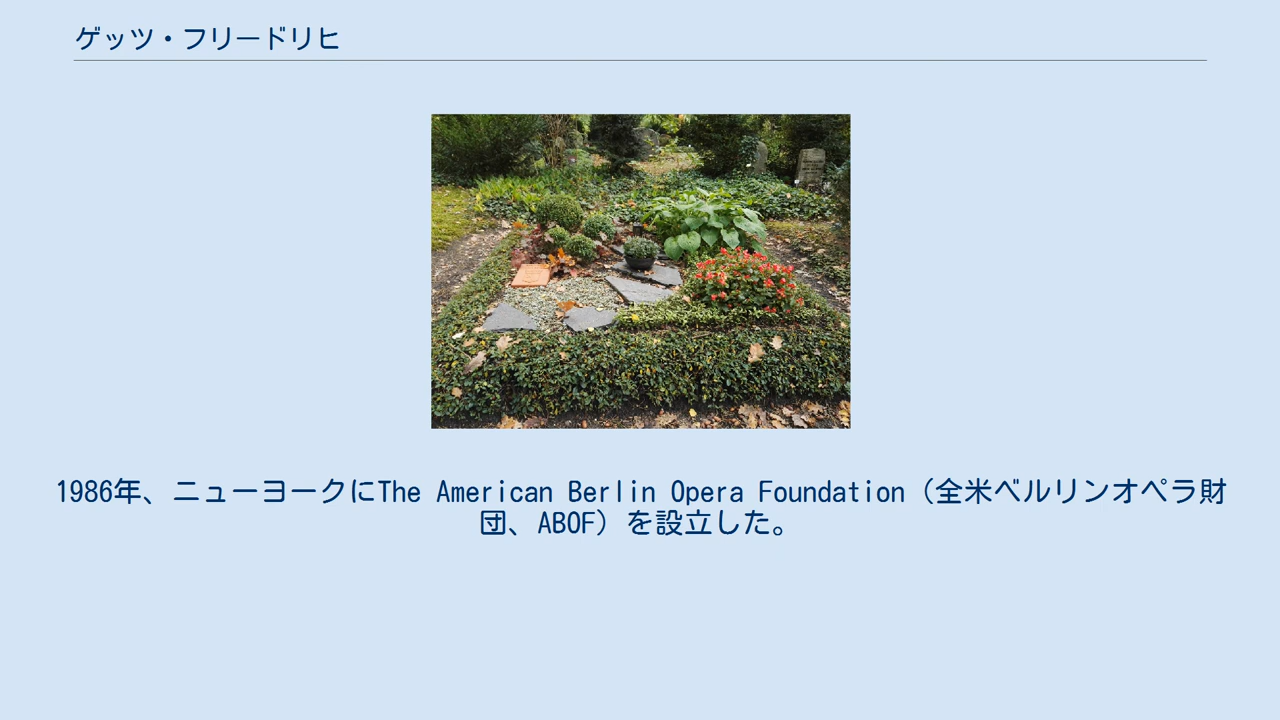 ゲッツ・フリードリヒ
1986年、ニューヨークにThe American Berlin Opera Foundation（全米ベルリンオペラ財
団、ABOF）を設立した。